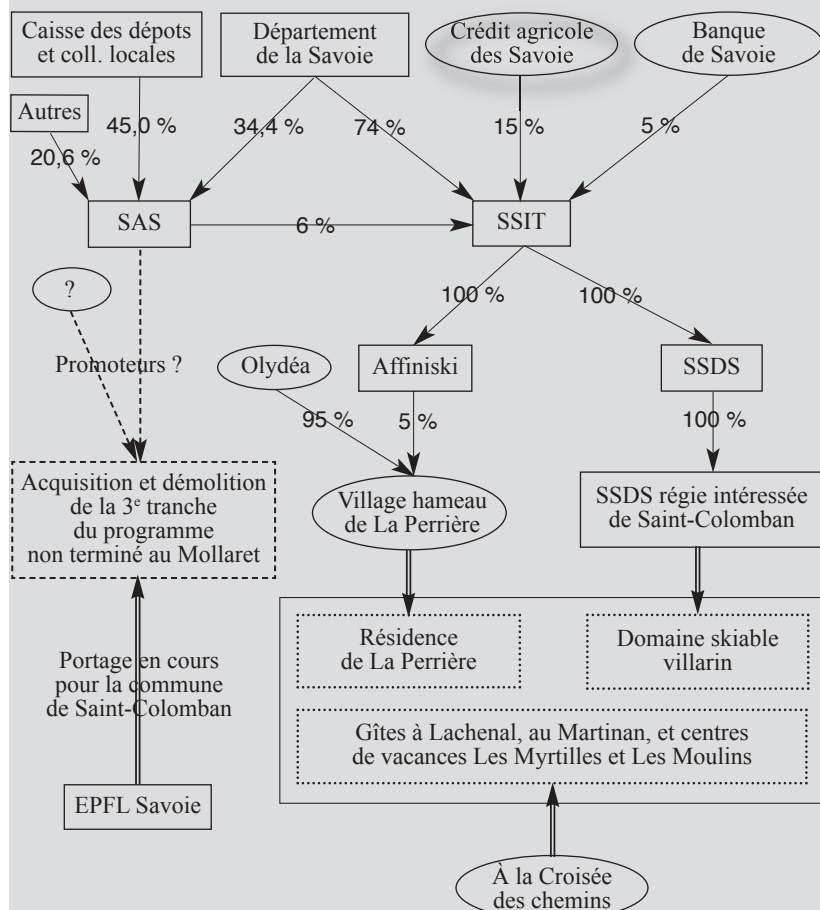 Caisse des dépôts
et coll. locales
Département
de la Savoie
Crédit agricole
des Savoie
Banque
de Savoie
Autres
45,0 %
34,4 %
74 %
15 %
5 %
20,6 %
SAS
6 %
SSIT
?
100 %
100 %
Promoteurs ?
Olydéa
Affiniski
SSDS
95 %
5 %
100 %
Acquisition et démolition
de la 3e tranche
du programme
non terminé au Mollaret
Village hameau
de La Perrière
SSDS régie intéressée
de Saint-Colomban
Portage en cours
pour la commune
de Saint-Colomban
Résidence
de La Perrière
Domaine skiable
villarin
Gîtes à Lachenal, au Martinan, et centres
de vacances Les Myrtilles et Les Moulins
EPFL Savoie
À la Croisée
des chemins